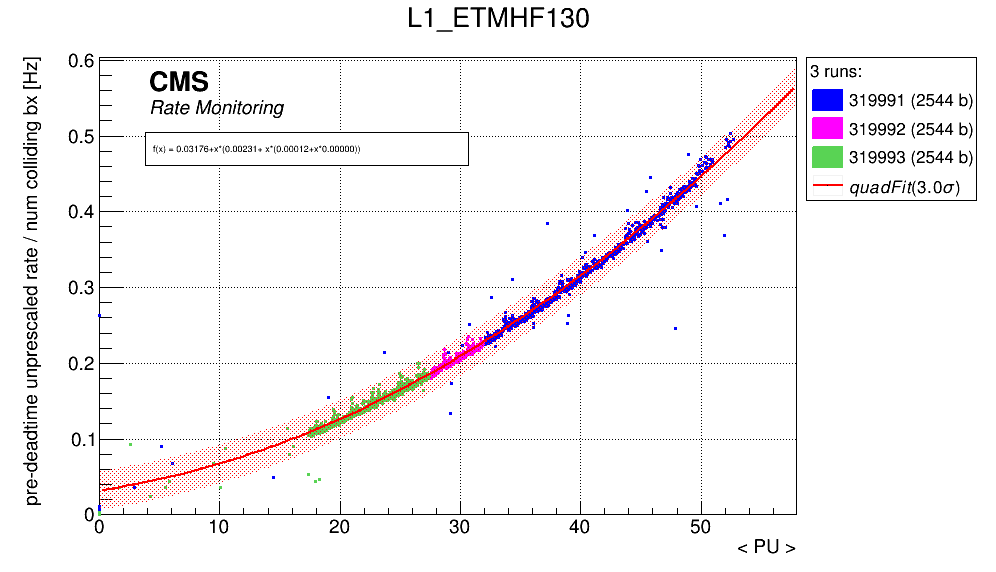 L1_ETMHF130
pre-deadtime unprescaled rate / num colliding bx [Hz]
0.6
0.5
0.4
0.3
0.2
0.1
0
CMS
Rate Monitoring
f(x) = 0.03176+x*(0.00231+ x*(0.00012+x*0.00000))
0
10
20
30
40
50
< PU >
3 runs:
319991 (2544 b)
319992 (2544 b)
319993 (2544 b)
quadFit(3.0σ)